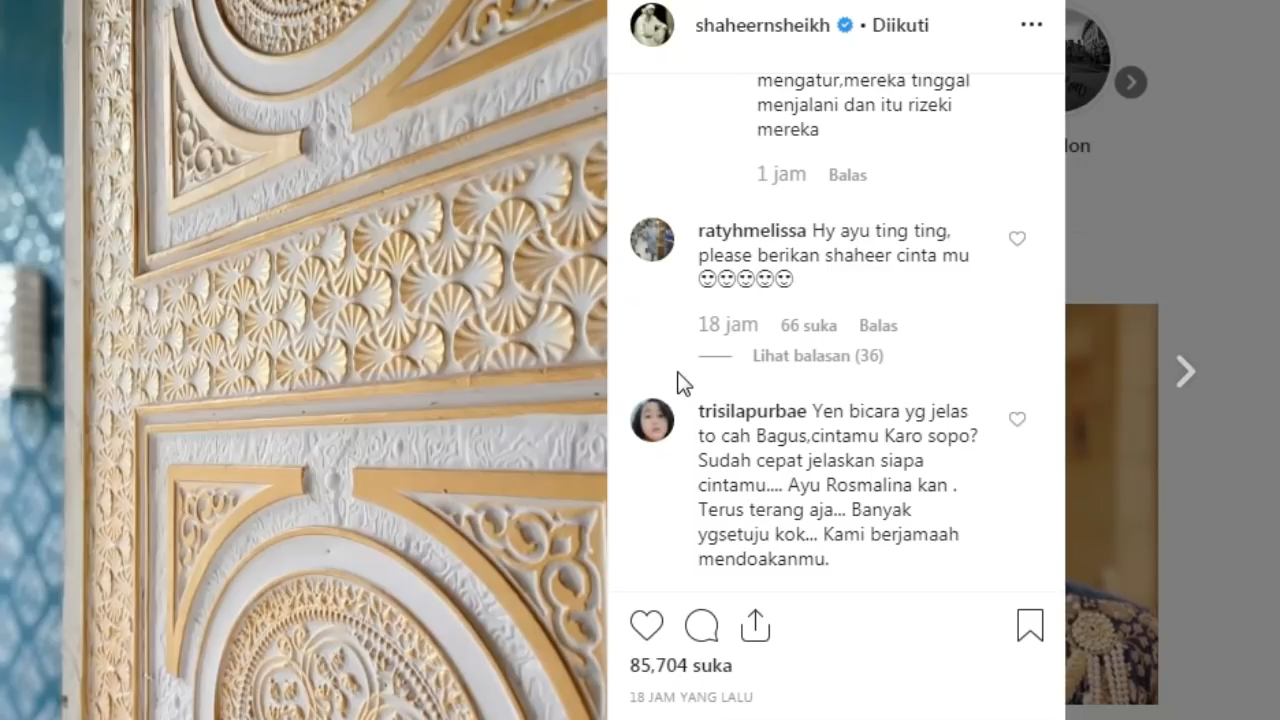 shaheernsheikh • Diikuti
mengatur,mereka tinggal
menjalani dan itu rizeki
mereka
1 jam Balas
lon
ratyhmelissa Hy ayu ting ting,
please berikan shaheer cinta mu
18 jam 66 suka Balas
Lihat balasan (36)
trisilapurbae Yen bicara yg jelas
to cah Bagus,cintamu Karo sopo?
Sudah cepat jelaskan siapa
cintamu.... Ayu Rosmalina kan .
Terus terang aja... Banyak
ygsetuju kok... Kami berjamaah
mendoakanmu.
85,704 suka
18 JAM YANG LALU